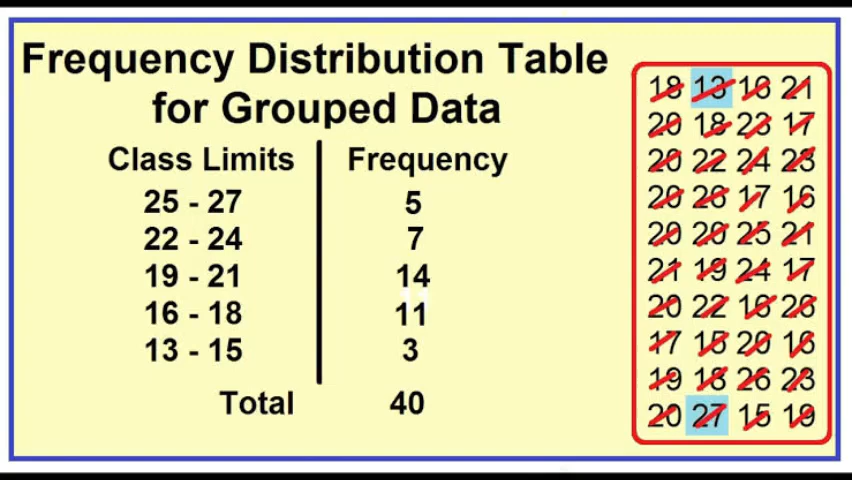 Frequency Distribution Table
for Grouped Data
Class Limits Frequency
25 - 27 5
22 - 24 7
19 - 21 14
16 - 18 11
13 - 15 3
Total 40
18 13 16 21
20 18 23 17
20 22 24 23
20 26 17 16
20 20 25 21
21 19 24 17
20 22 16 26
17 15 20 16
19 18 26 23
20 27 15 19